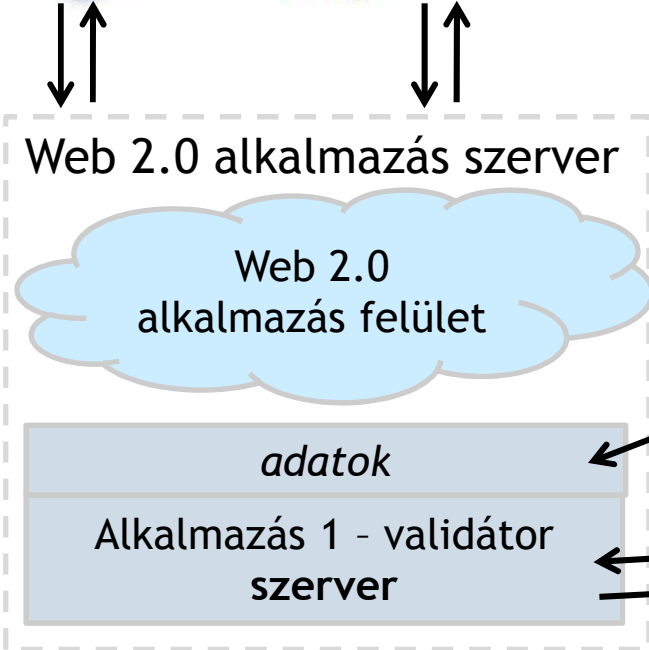 Web 2.0 alkalmazás szerver
Web 2.0
alkalmazás felület
adatok
Alkalmazás 1 – validátor
szerver